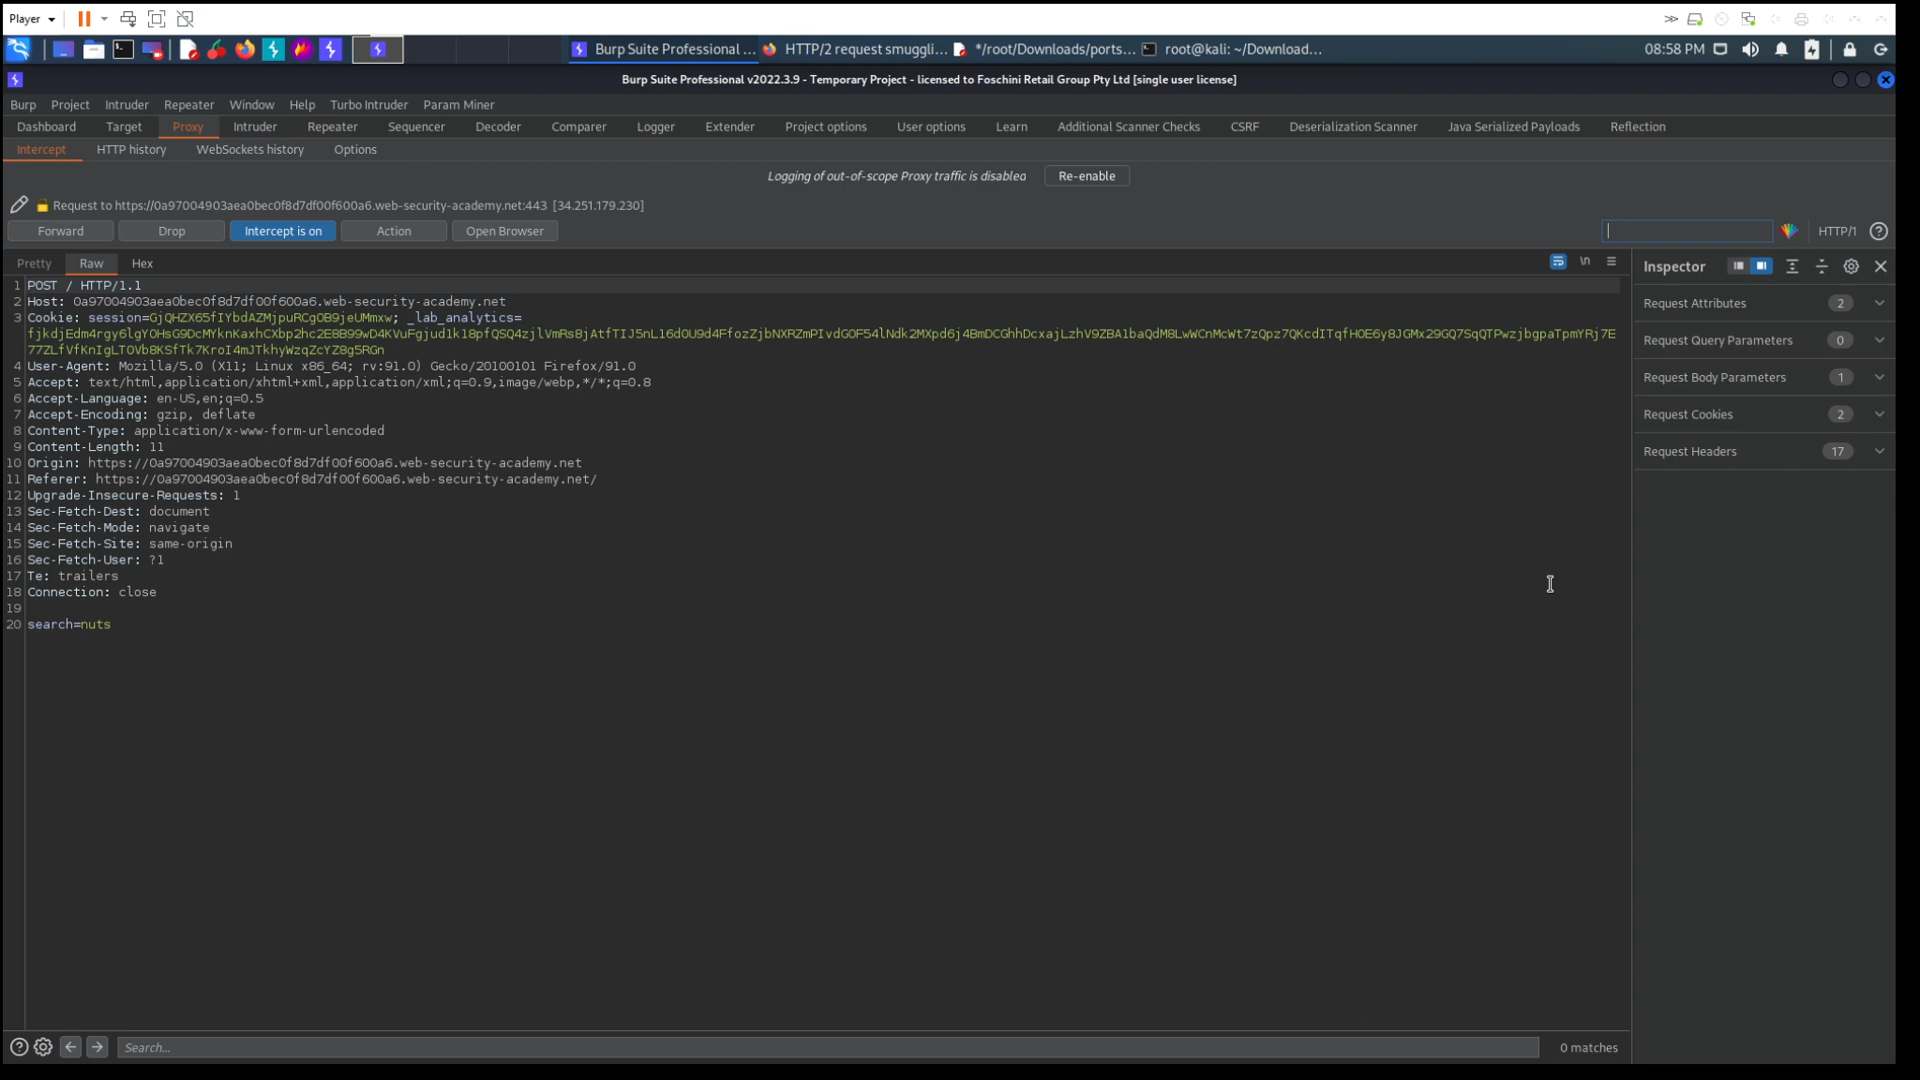 Player
Burp Suite Professional ...
HTTP/2 request smuggli...
*/root/Downloads/ports...
root@kali: ~/Download...
08:58 PM
Burp Suite Professional v2022.3.9 - Temporary Project - licensed to Foschini Retail Group Pty Ltd [single user license]
Burp Project Intruder Repeater Window Help Turbo Intruder Param Miner
Dashboard Target Proxy Intruder Repeater Sequencer Decoder Comparer Logger Extender Project options User options Learn Additional Scanner Checks CSRF Deserialization Scanner Java Serialized Payloads Reflection
Intercept HTTP history WebSockets history Options
Logging of out-of-scope Proxy traffic is disabled Re-enable
Request to https://0a97004903aea0bec0f8d7df00f600a6.web-security-academy.net:443 [34.251.179.230]
Forward Drop Intercept is on Action Open Browser HTTP/1
Pretty Raw Hex \n
Inspector
Request Attributes 2
Request Query Parameters 0
Request Body Parameters 1
Request Cookies 2
Request Headers 17
1 POST / HTTP/1.1
2 Host: 0a97004903aea0bec0f8d7df00f600a6.web-security-academy.net
3 Cookie: session=GjQHZX65fIYbdAZMjpuRCgOB9jeUMmxw; _lab_analytics=
fjkdjEdm4rgy6lgYOHsG9DcMYknKaxhCXbp2hc2E8B99wD4KVuFgjud1k18pfQSQ4zjlVmRs8jAtfTIJ5nL16dOU9d4FfozZjbNXRZmPIvdGOF54lNdk2MXpd6j4BmDCGhhDcxajLzhV9ZBA1baQdM8LwWCnMcWt7zQpz7QKcdITqfHOE6y8JGMx29GQ7SqQTPwzjbgpaTpmYRj7E
77ZLfVfKnIgLTOVb8KSfTk7KroI4mJTkhyWzqZcYZ8g5RGn
4 User-Agent: Mozilla/5.0 (X11; Linux x86_64; rv:91.0) Gecko/20100101 Firefox/91.0
5 Accept: text/html,application/xhtml+xml,application/xml;q=0.9,image/webp,*/*;q=0.8
6 Accept-Language: en-US,en;q=0.5
7 Accept-Encoding: gzip, deflate
8 Content-Type: application/x-www-form-urlencoded
9 Content-Length: 11
10 Origin: https://0a97004903aea0bec0f8d7df00f600a6.web-security-academy.net
11 Referer: https://0a97004903aea0bec0f8d7df00f600a6.web-security-academy.net/
12 Upgrade-Insecure-Requests: 1
13 Sec-Fetch-Dest: document
14 Sec-Fetch-Mode: navigate
15 Sec-Fetch-Site: same-origin
16 Sec-Fetch-User: ?1
17 Te: trailers
18 Connection: close
19
20 search=nuts
Search... 0 matches